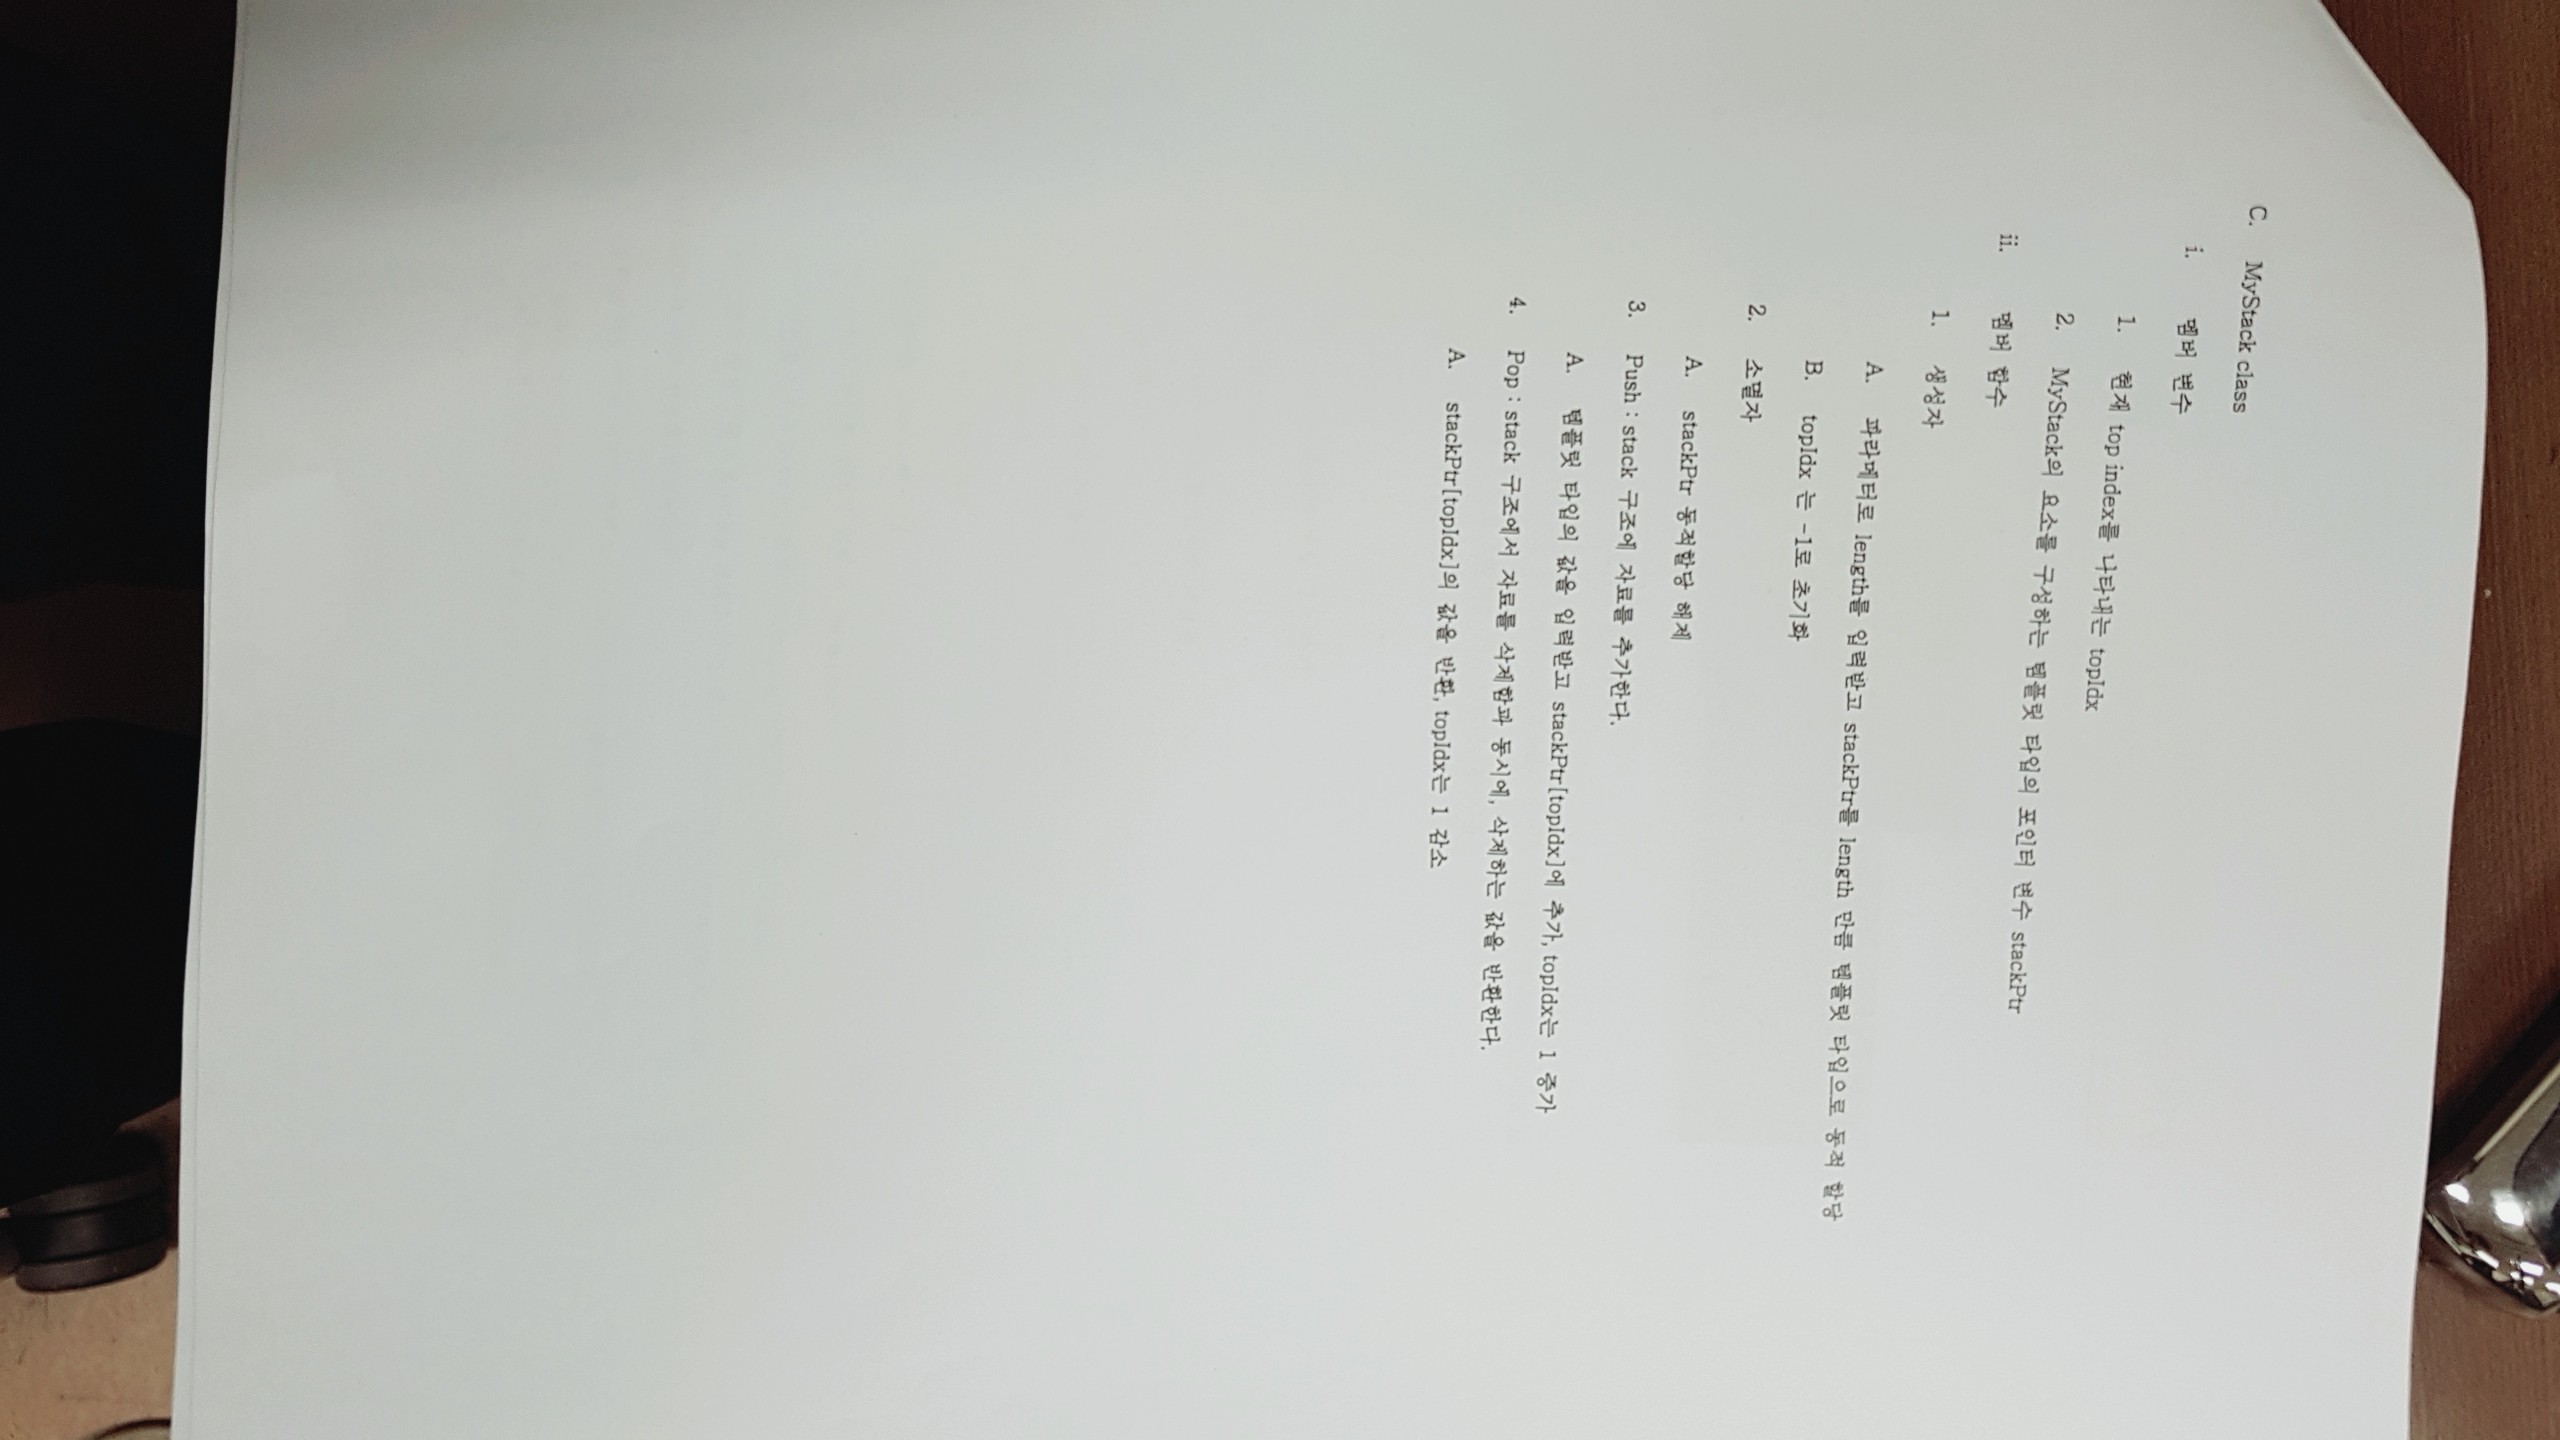 C. MyStack class
i. 멤버 변수
1. 현재 top index를 나타내는 topIdx
2. MyStack의 요소를 구성하는 템플릿 타입의 포인터 변수 stackPtr
ii. 멤버 함수
1. 생성자
A. 파라메터로 length를 입력받고 stackPtr를 length 만큼 템플릿 타입으로 동적 할당
B. topIdx 는 -1로 초기화
2. 소멸자
A. stackPtr 동적할당 해제
3. Push : stack 구조에 자료를 추가한다.
A. 템플릿 타입의 값을 입력받고 stackPtr[topIdx]에 추가, topIdx는 1 증가
4. Pop : stack 구조에서 자료를 삭제함과 동시에, 삭제하는 값을 반환한다.
A. stackPtr[topIdx]의 값을 반환, topIdx는 1 감소